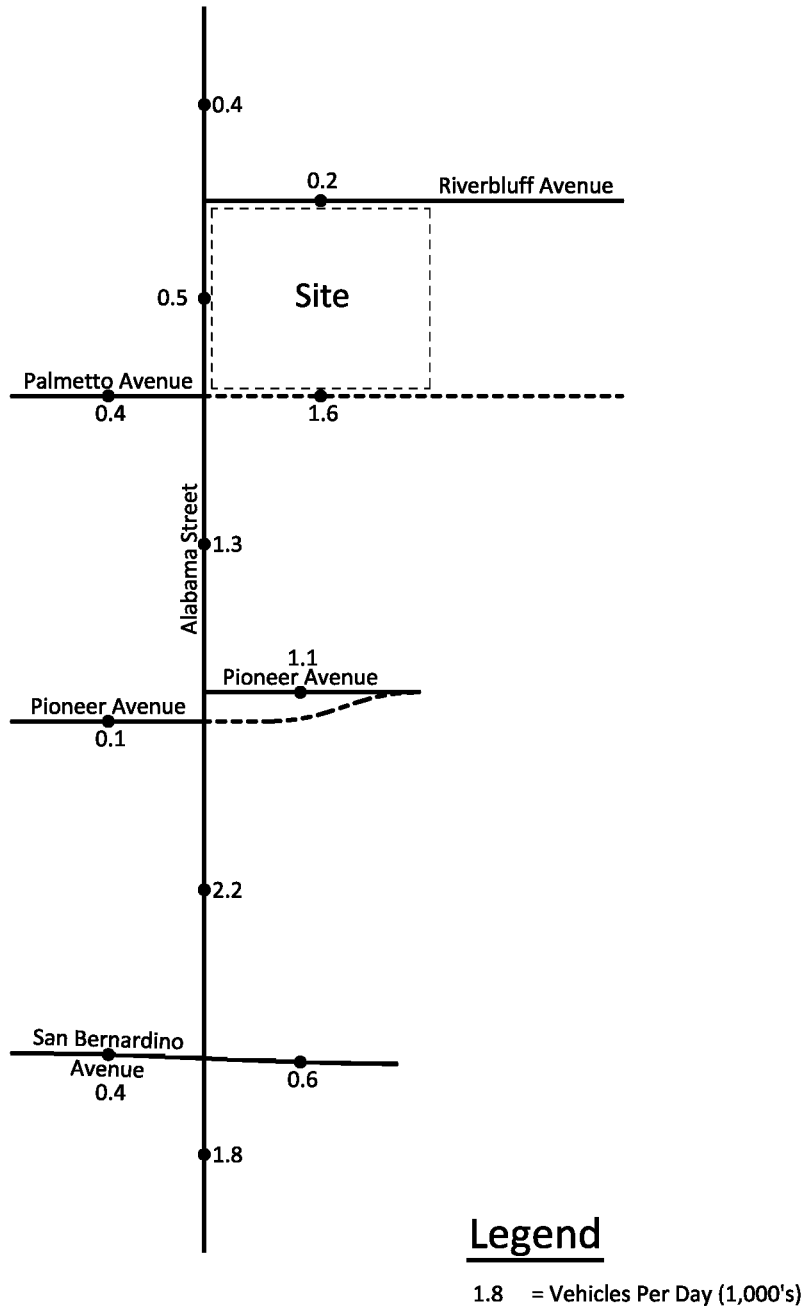 0.4
0.2
Riverbluff Avenue
0.5
Site
Palmetto Avenue
0.4
1.6
Alabama Street
1.3
1.1
Pioneer Avenue
Pioneer Avenue
0.1
2.2
San Bernardino
Avenue
0.4
0.6
1.8
Legend
1.8 = Vehicles Per Day (1,000's)